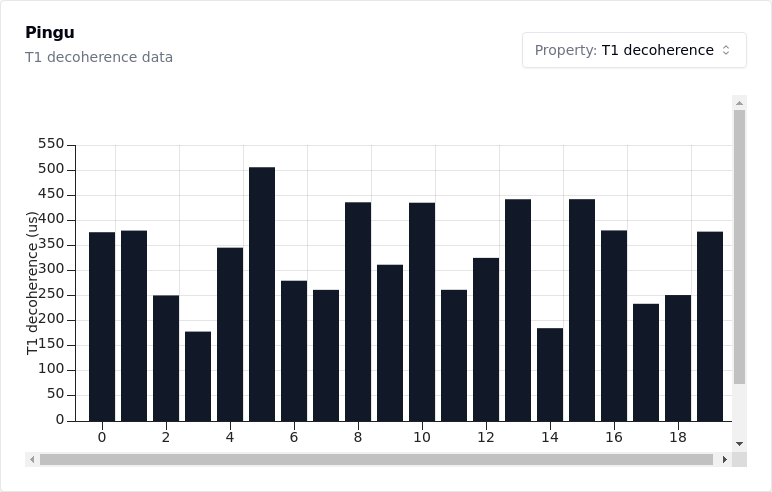 Pingu
T1 decoherence data
Property: T1 decoherence
T1 decoherence (us)
550
500
450
400
350
300
250
200
150
100
50
0
0 2 4 6 8 10 12 14 16 18